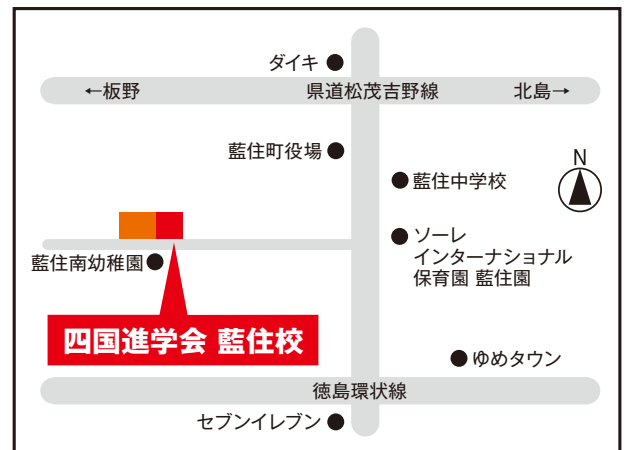 ダイキ
←板野
県道松茂吉野線
北島→
藍住町役場
藍住中学校
N
ソーレ
インターナショナル
保育園 藍住園
藍住南幼稚園
四国進学会 藍住校
ゆめタウン
徳島環状線
セブンイレブン